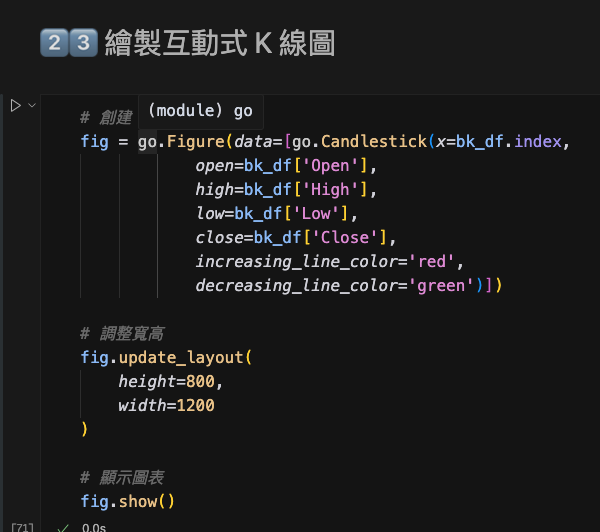 2 3 繪製互動式 K 線圖
# 創建
(module) go
fig = go.Figure(data=[go.Candlestick(x=bk_df.index,
open=bk_df['Open'],
high=bk_df['High'],
low=bk_df['Low'],
close=bk_df['Close'],
increasing_line_color='red',
decreasing_line_color='green')])
# 調整寬高
fig.update_layout(
height=800,
width=1200
)
# 顯示圖表
fig.show()
[71]
0.0s